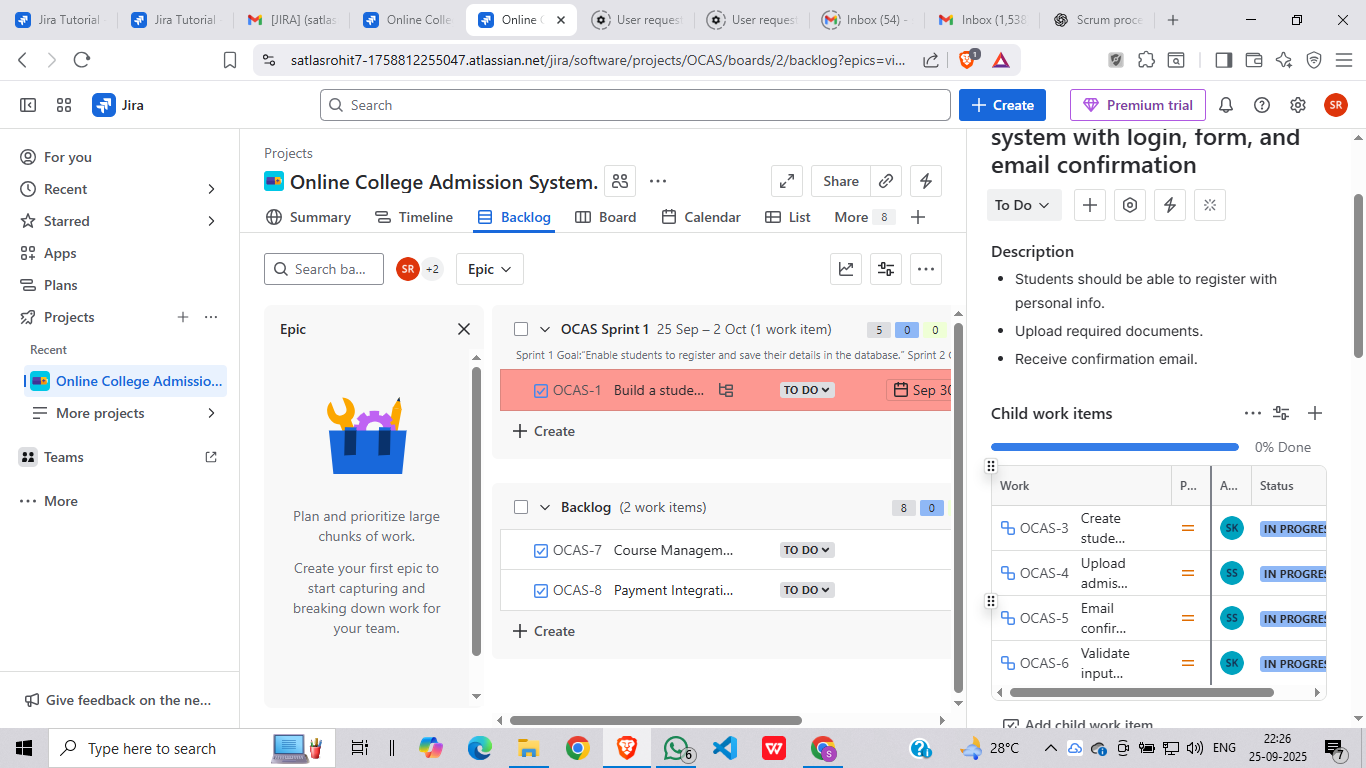 Jira Tutorial
Jira Tutorial
[JIRA] (satlas
Online Colle
Online C
User request
User request
Inbox (54) -
Inbox (1,538
Scrum proce
satlasrohit7-1758812255047.atlassian.net/jira/software/projects/OCAS/boards/2/backlog?epics=vi...
1
Jira
Search
Create
Premium trial
SR
For you
Recent
Starred
Apps
Plans
Projects
Recent
Online College Admissio...
More projects
Teams
More
Give feedback on the ne...
Projects
Online College Admission System.
Share
Summary
Timeline
Backlog
Board
Calendar
List
More 8
Search ba...
SR +2
Epic
Epic
Plan and prioritize large
chunks of work.
Create your first epic to
start capturing and
breaking down work for
your team.
OCAS Sprint 1 25 Sep – 2 Oct (1 work item) 5 0 0
Sprint 1 Goal:"Enable students to register and save their details in the database." Sprint 2 G
OCAS-1 Build a stude... TO DO Sep 30
Create
Backlog (2 work items) 8 0
OCAS-7 Course Managem... TO DO
OCAS-8 Payment Integrati... TO DO
Create
system with login, form, and
email confirmation
To Do
Description
Students should be able to register with
personal info.
Upload required documents.
Receive confirmation email.
Child work items
0% Done
Work P... A... Status
OCAS-3 Create stude... SK IN PROGRES
OCAS-4 Upload admis... SS IN PROGRES
OCAS-5 Email confir... SS IN PROGRES
OCAS-6 Validate input... SK IN PROGRES
Add child work item
Type here to search
6
W
S
28°C
ENG
22:26
25-09-2025
7